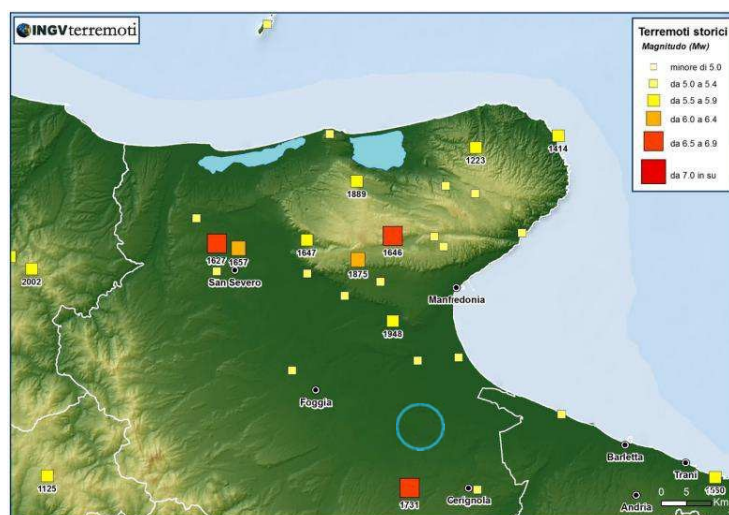 INGVterremoti
Terremoti storici
Magnitudo (Mw)
minore di 5.0
da 5.0 a 5.4
da 5.5 a 5.9
da 6.0 a 6.4
da 6.5 a 6.9
da 7.0 in su
1414
1223
1889
1627
1657
1647
1646
1875
2002
San Severo
Manfredonia
1948
Foggia
Barletta
Trani
1125
1731
Cerignola
Andria
0 5 10
Km